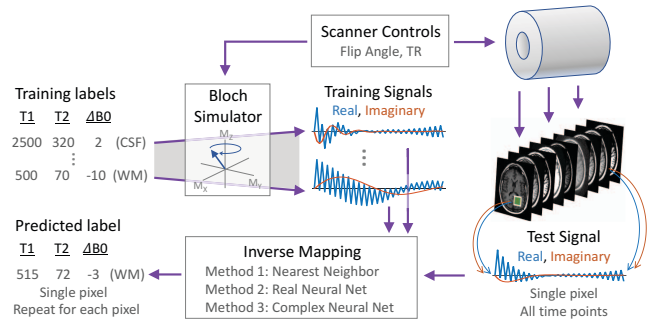 Scanner Controls
Flip Angle, TR
Training labels
T1 T2 ΔB0
2500 320 2 (CSF)
⋮
500 70 -10 (WM)
Bloch
Simulator
Mz
Mx
My
Training Signals
Real, Imaginary
⋮
Test Signal
Real, Imaginary
Single pixel
All time points
Inverse Mapping
Method 1: Nearest Neighbor
Method 2: Real Neural Net
Method 3: Complex Neural Net
Predicted label
T1 T2 ΔB0
515 72 -3 (WM)
Single pixel
Repeat for each pixel